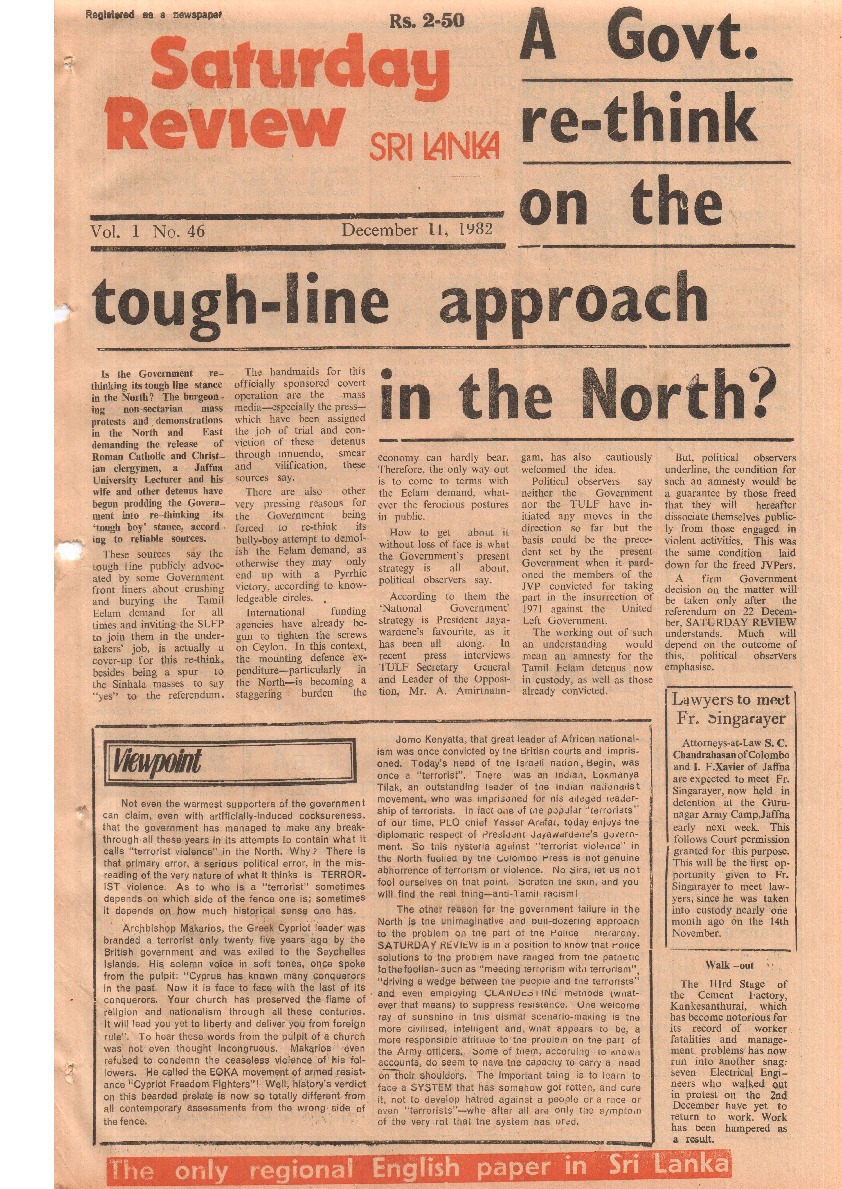 Registered as a newspaper
Rs. 2-50
Saturday
Review
SRI LANKA
Vol. 1 No. 46
December 11, 1982
A Govt.
re-think
on the
tough-line approach
in the North?
Is the Government re-
thinking its tough line stance
in the North? The burgeon-
ing non-sectarian mass
protests and demonstrations
in the North and East
demanding the release of
Roman Catholic and Christ-
ian clergymen, a Jaffna
University Lecturer and his
wife and other detenus have
begun prodding the Govern-
ment into re-thinking its
'tough boy' stance, accord
ing to reliable sources.
These sources say the
tough line publicly advoc-
ated by some Government
front liners about crushing
and burying the Tamil
Eelam demand for all
times and inviting the SLFP
to join them in the under-
takers' job, is actually a
cover-up for this re-think,
besides being a spur to
the Sinhala masses to say
"yes" to the referendum.
The handmaids for this
officially sponsored covert
operation are the mass
media—especially the press—
which have been assigned
the job of trial and con-
viction of these detenus
through innuendo, smear
and vilification, these
sources say.
There are also other
very pressing reasons for
the Government being
forced to re-think its
bully-boy attempt to demol-
ish the Eelam demand, as
otherwise they may only
end up with a Pyrrhic
victory, according to know-
ledgeable circles.
International funding
agencies have already be-
gun to tighten the screws
on Ceylon. In this context,
the mounting defence ex-
penditure—particularly in
the North—is becoming a
staggering burden the
economy can hardly bear.
Therefore, the only way out
is to come to terms with
the Eelam demand, what-
ever the ferocious postures
in public.
How to get about it
without loss of face is what
the Government's present
strategy is all about,
political observers say.
According to them the
'National Government'
strategy is President Jaya-
wardene's favourite, as it
has been all along. In
recent press interviews
TULF Secretary General
and Leader of the Opposi-
tion, Mr. A. Amirthalin-
gam, has also cautiously
welcomed the idea.
Political observers say
neither the Government
nor the TULF have in-
itiated any moves in the
direction so far but the
basis could be the prece-
dent set by the present
Government when it pard-
oned the members of the
JVP convicted for taking
part in the insurrection of
1971 against the United
Left Government.
The working out of such
an understanding would
mean an amnesty for the
Tamil Eelam detenus now
in custody, as well as those
already convicted.
But, political observers
underline, the condition for
such an amnesty would be
a guarantee by those freed
that they will hereafter
dissociate themselves public-
ly from those engaged in
violent activities. This was
the same condition laid
down for the freed JVPers.
A firm Government
decision on the matter will
be taken only after the
referendum on 22 Decem-
ber, SATURDAY REVIEW
understands. Much will
depend on the outcome of
this, political observers
emphasise.
Viewpoint
Not even the warmest supporters of the government
can claim, even with artificially-induced cocksureness,
that the government has managed to make any break-
through all these years in its attempts to contain what it
calls "terrorist violence" in the North. Why? There is
that primary error, a serious political error, in the mis-
reading of the very nature of what it thinks is TERROR-
IST violence. As to who is a "terrorist" sometimes
depends on which side of the fence one is; sometimes
it depends on how much historical sense one has.
Archbishop Makarios, the Greek Cypriot leader was
branded a terrorist only twenty five years ago by the
British government and was exiled to the Seychelles
Islands. His solemn voice in soft tones, once spoke
from the pulpit: "Cyprus has known many conquerors
in the past. Now it is face to face with the last of its
conquerors. Your church has preserved the flame of
religion and nationalism through all these centuries.
It will lead you yet to liberty and deliver you from foreign
rule". To hear these words from the pulpit of a church
was not even thought incongruous. Makarios even
refused to condemn the ceaseless violence of his fol-
lowers. He called the EOKA movement of armed resist-
ance "Cypriot Freedom Fighters"! Well, history's verdict
on this bearded prelate is now so totally different from
all contemporary assessments from the wrong side of
the fence.
Jomo Kenyatta, that great leader of African national-
ism was once convicted by the British courts and impris-
oned. Today's head of the Israeli nation, Begin, was
once a "terrorist". There was an Indian, Lokmanya
Tilak, an outstanding leader of the Indian nationalist
movement, who was imprisoned for his alleged leader-
ship of terrorists. In fact one of the popular "terrorists"
of our time, PLO chief Yasser Arafat, today enjoys the
diplomatic respect of President Jayawardene's govern-
ment. So this hysteria against "terrorist violence" in
the North fuelled by the Colombo Press is not genuine
abhorrence of terrorism or violence. No Sirs, let us not
fool ourselves on that point. Scratch the skin, and you
will find the real thing—anti-Tamil racism!
The other reason for the government failure in the
North is the unimaginative and bull-dozing approach
to the problem on the part of the Police hierarchy.
SATURDAY REVIEW is in a position to know that Police
solutions to the problem have ranged from the pathetic
to the foolish-such as "meeting terrorism with terrorism",
"driving a wedge between the people and the terrorists"
and even employing CLANDESTINE methods (what-
ever that means) to suppress resistance. One welcome
ray of sunshine in this dismal scenario-making is the
more civilised, intelligent and, what appears to be, a
more responsible attitude to the problem on the part of
the Army officers. Some of them, according to known
accounts, do seem to have the capacity to carry a head
on their shoulders. The important thing is to learn to
face a SYSTEM that has somehow got rotten, and cure
it, not to develop hatred against a people or a race or
even "terrorists"—who after all are only the symptom
of the very rot that the system has bred.
Lawyers to meet
Fr. Singarayer
Attorneys-at-Law S. C.
Chandrahasan of Colombo
and I. F. Xavier of Jaffna
are expected to meet Fr.
Singarayer, now held in
detention at the Guru-
nagar Army Camp, Jaffna
early next week. This
follows Court permission
granted for this purpose.
This will be the first op-
portunity given to Fr.
Singarayer to meet law-
yers, since he was taken
into custody nearly one
month ago on the 14th
November.
Walk-out
The IIIrd Stage of
the Cement Factory,
Kankesanthurai, which
has become notorious for
its record of worker
fatalities and manage-
ment problems has now
run into another snag:
seven Electrical Engi-
neers who walked out
in protest on the 2nd
December have yet to
return to work. Work
has been hampered as
a result.
The only regional English paper in Sri Lanka